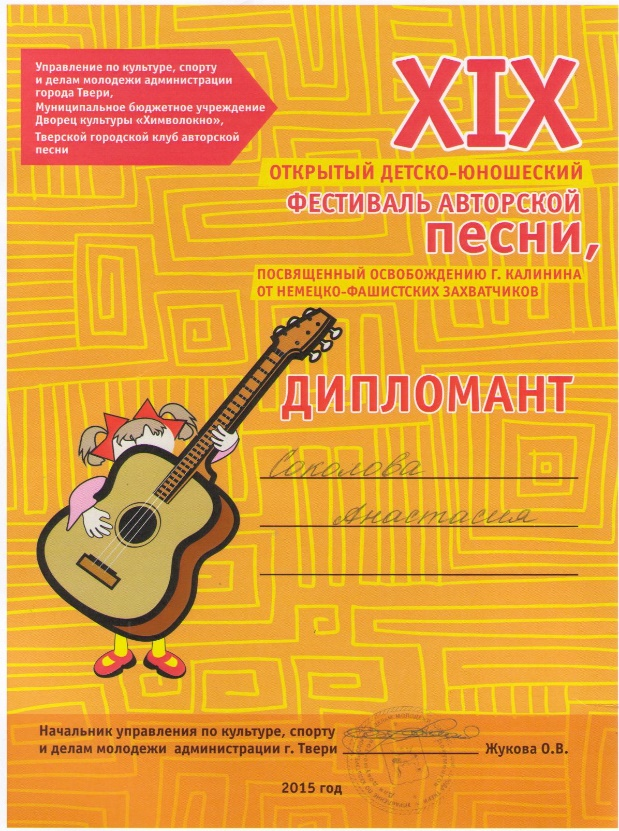 Управление по культуре, спорту
и делам молодежи администрации
города Твери,
Муниципальное бюджетное учреждение
Дворец культуры «Химволокно»,
Тверской городской клуб авторской
песни
XIX
ОТКРЫТЫЙ ДЕТСКО-ЮНОШЕСКИЙ
ФЕСТИВАЛЬ АВТОРСКОЙ
песни,
ПОСВЯЩЕННЫЙ ОСВОБОЖДЕНИЮ Г. КАЛИНИНА
ОТ НЕМЕЦКО-ФАШИСТСКИХ ЗАХВАТЧИКОВ
ДИПЛОМАНТ
Соколова
Анастасия
Начальник управления по культуре, спорту
и делам молодежи администрации г. Твери Жукова О.В.
2015 год